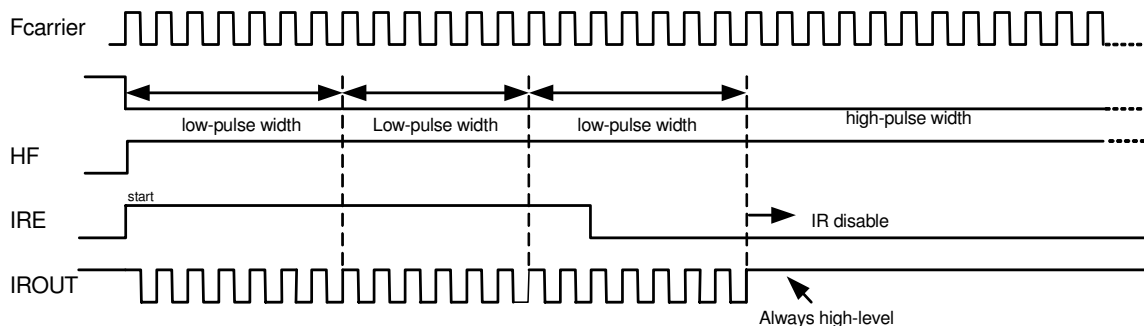 Fcarrier
low-pulse width
Low-pulse width
low-pulse width
high-pulse width
HF
start
IRE
IR disable
IROUT
Always high-level